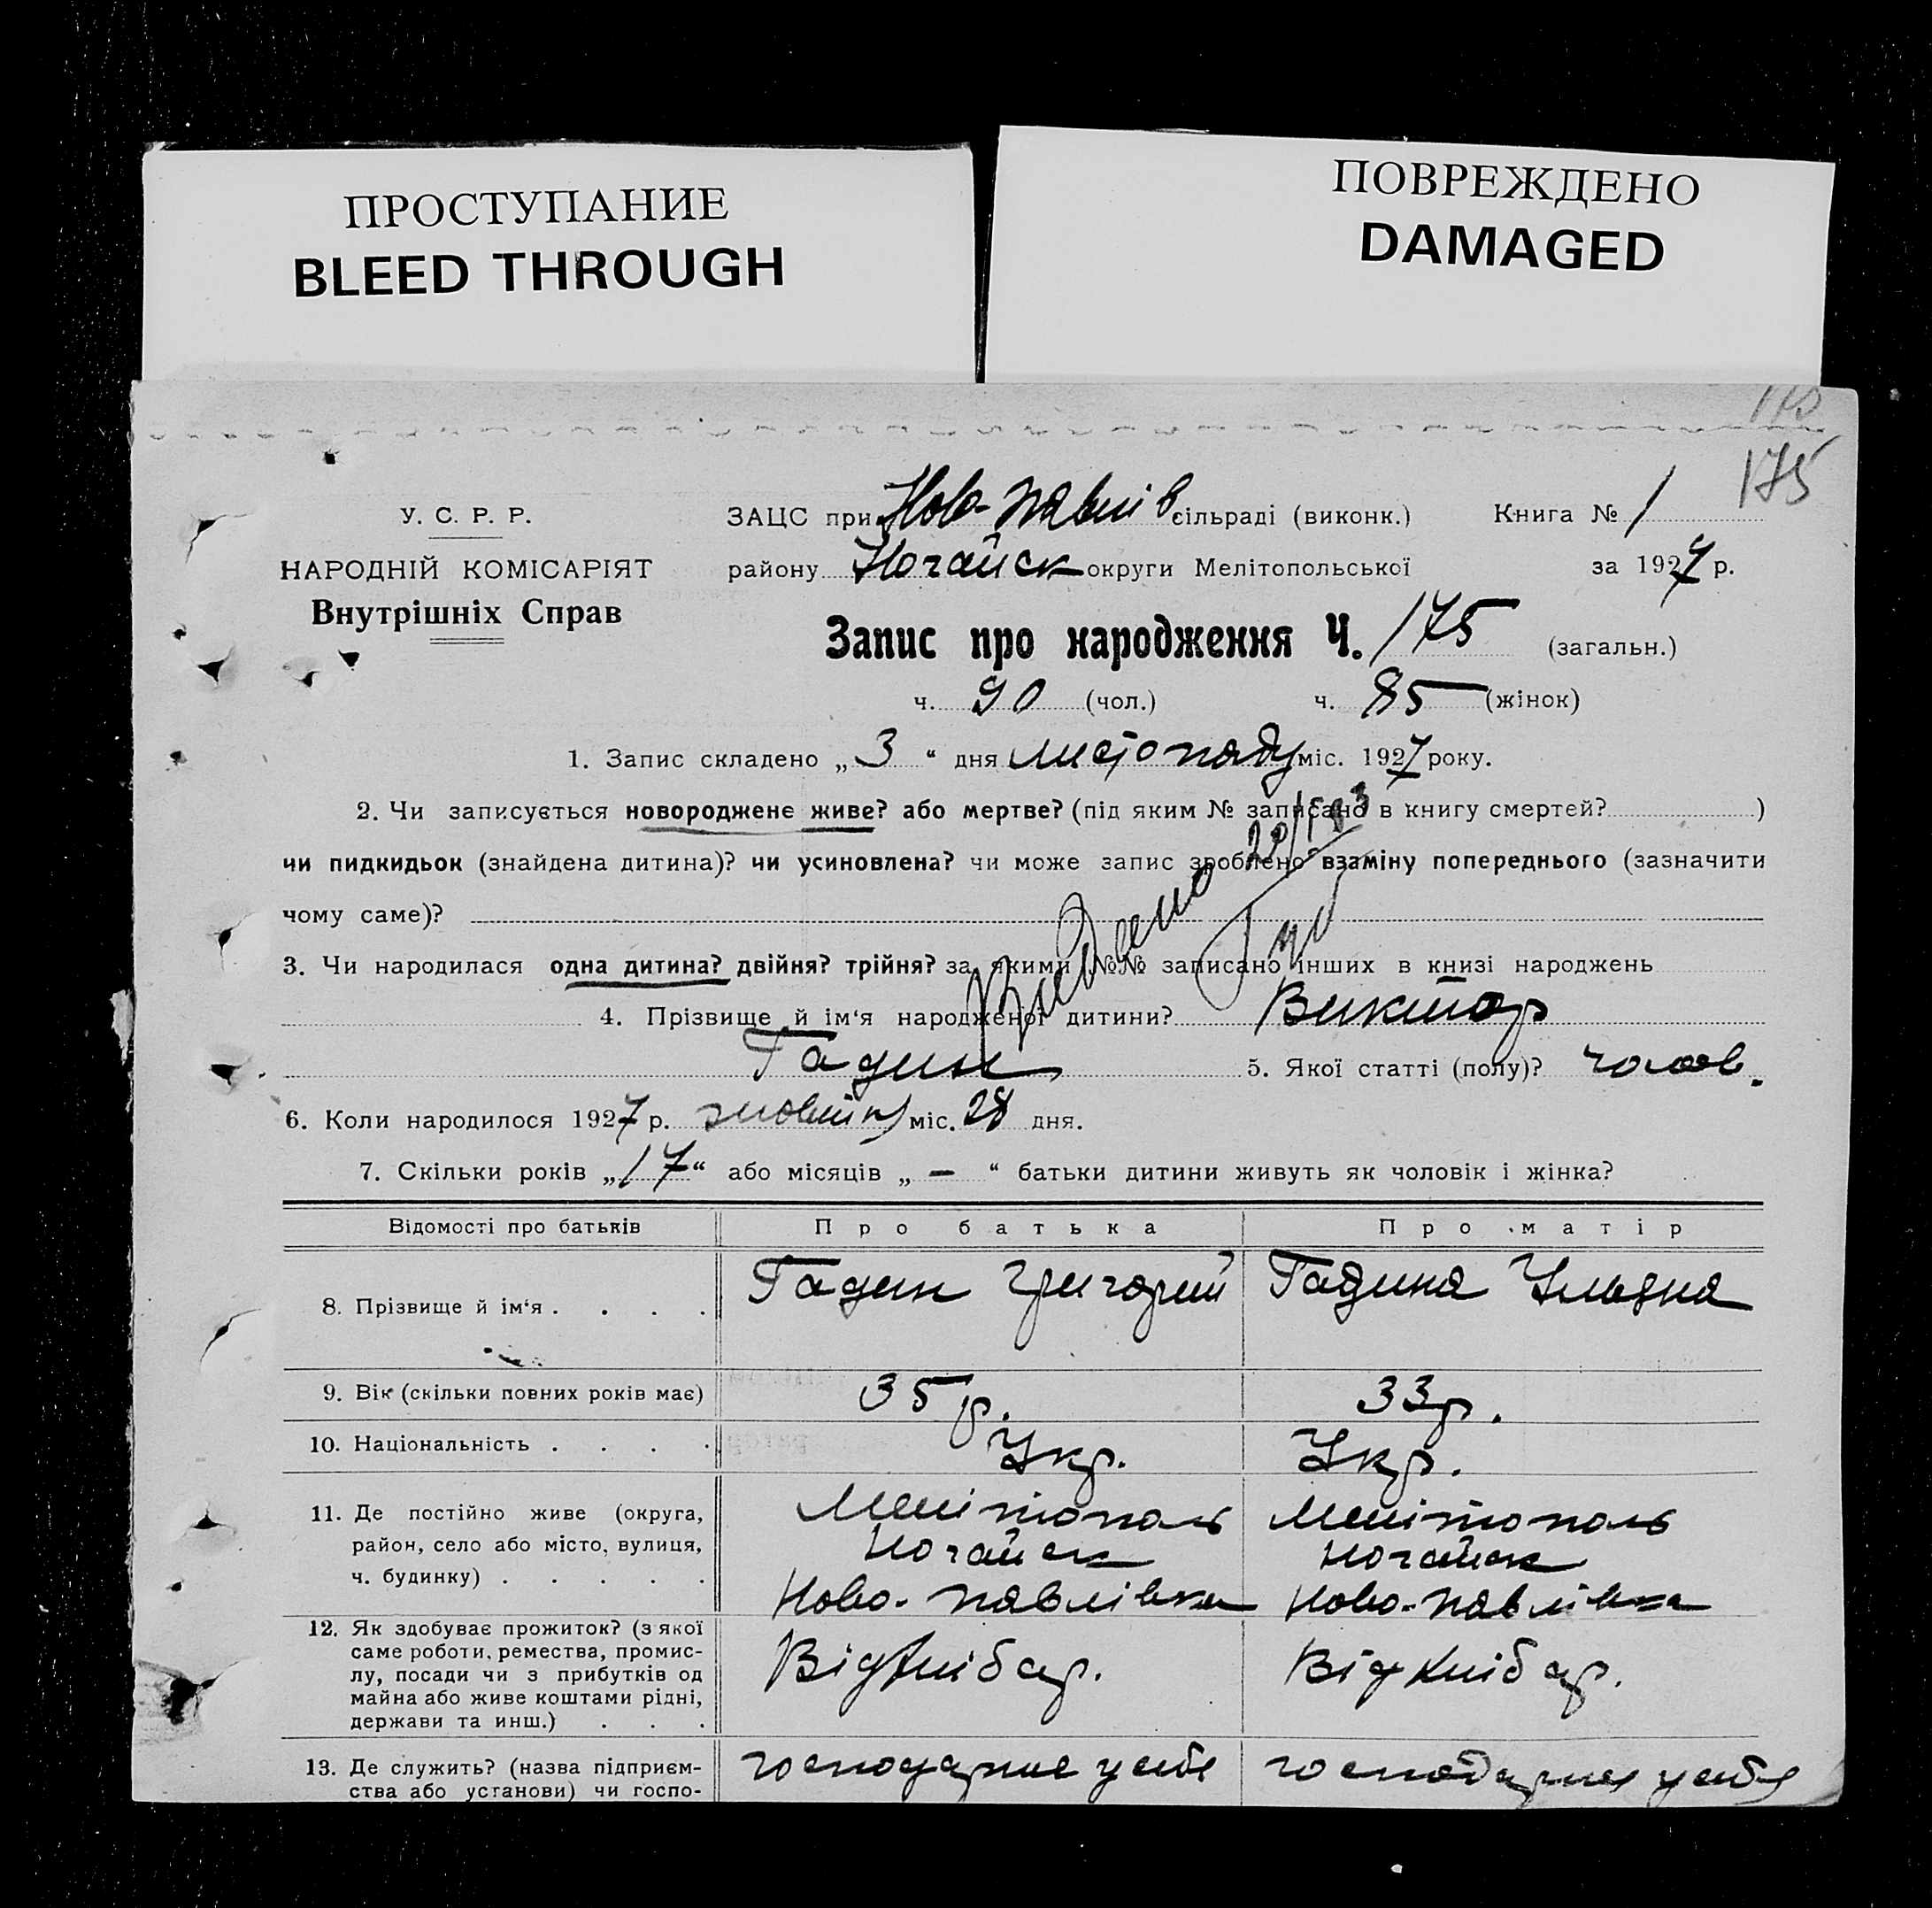 ПРОСТУПАНИЕ
BLEED THROUGH
ПОВРЕЖДЕНО
DAMAGED
175
У. С. Р. Р.
НАРОДНІЙ КОМІСАРІЯТ
Внутрішніх Справ
ЗАЦС при Ново-Павлів сільраді (виконк.) Книга № 1
району Ногайск округи Мелітопольської за 1927 р.
Запис про народження Ч. 175 (загальн.)
ч. 90 (чол.) ч. 85 (жінок)
1. Запис складено „ 3 “ дня листопаду міс. 1927 року.
2. Чи записується новороджене живе? або мертве? (під яким № записано в книгу смертей? )
чи пидкидьок (знайдена дитина)? чи усиновлена? чи може запис зроблено взаміну попереднього (зазначити
чому саме)?
Видано
3. Чи народилася одна дитина? двійня? трійня? за якими №№ записано інших в книзі народжень
4. Прізвище й ім‘я народженої дитини? Виктор
Гадин 5. Якої статті (полу)? чолов.
6. Коли народилося 1927 р. жовтня міс. 28 дня.
7. Скільки років „ 17 “ або місяців „ — “ батьки дитини живуть як чоловік і жінка?
Відомості про батьків Про батька Про матір
8. Прізвище й ім‘я . . . . Гадин Григорий Гадина Ульяна
9. Вік (скільки повних років має) 35 р. 33 р.
10. Національність . . . . Укр. Укр.
11. Де постійно живе (округа,
район, село або місто, вулиця,
ч. будинку) . . . . .
Мелітополь
Ногайск
Ново-Павлівка
Мелітополь
Ногайск
Ново-Павлівка
12. Як здобуває прожиток? (з якої
саме роботи, ремества, промис-
лу, посади чи з прибутків од
майна або живе коштами рідні,
держави та инш.) . . .
Від хлібар.
Від хлібар.
13. Де служить? (назва підприєм-
ства або установи) чи госпо-
господарює у себе
господарює у себе